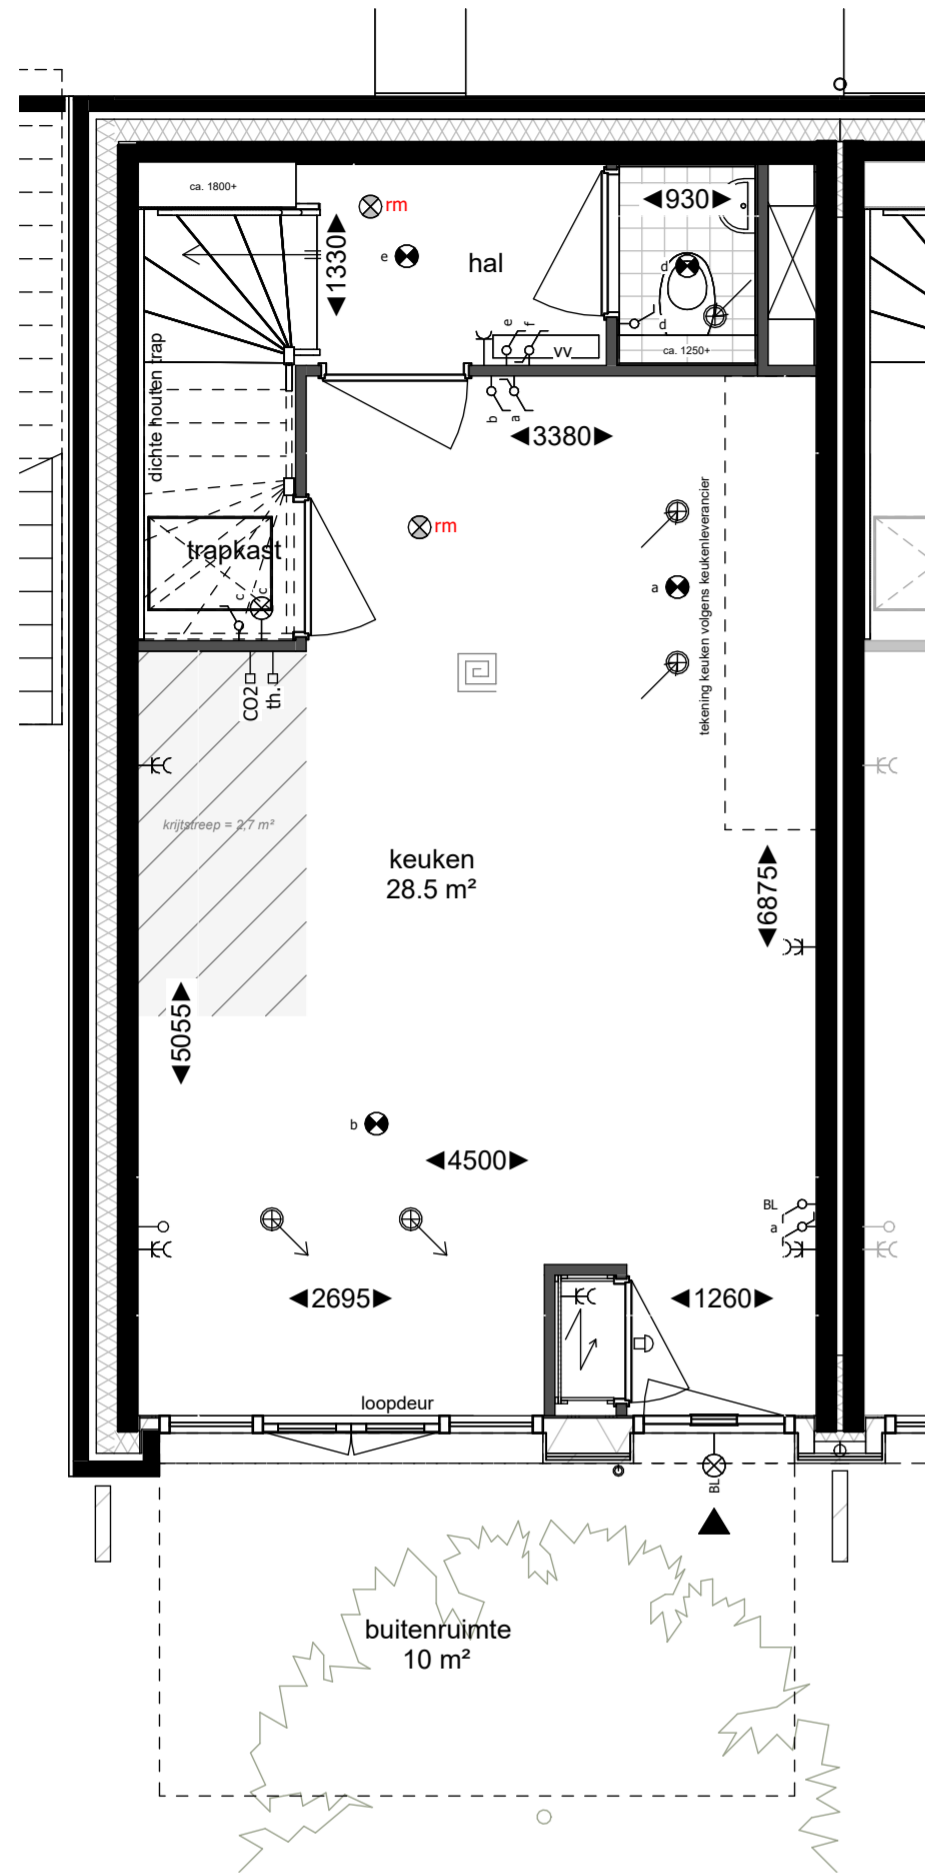 ca. 1800+
rm
1330
e
hal
930
d
d
ca. 1250+
e
f
vv
b
a
3380
dichte houten trap
rm
trapkast
c
c
a
tekening keuken volgens keukenleverancier
CO2
th.
krijtstreep = 2,7 m²
keuken
28.5 m²
6875
5055
b
4500
BL
a
2695
1260
loopdeur
BL
buitenruimte
10 m²